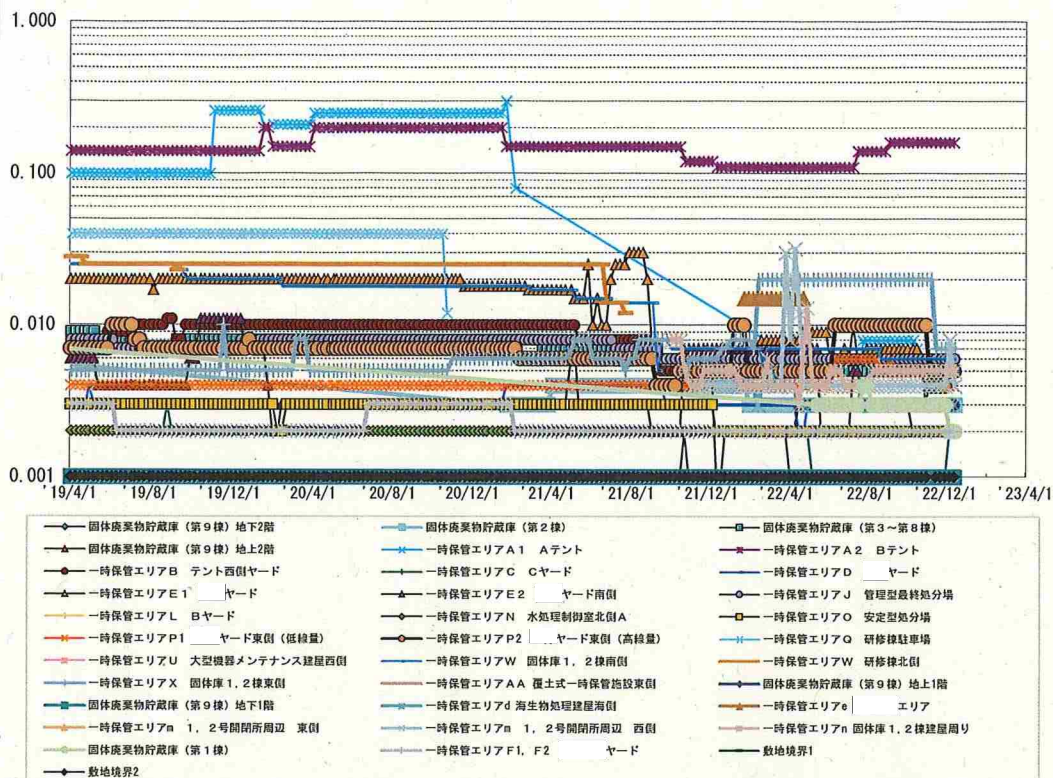 1.000
0.100
0.010
0.001
'19/4/1 '19/8/1 '19/12/1 '20/4/1 '20/8/1 '20/12/1 '21/4/1 '21/8/1 '21/12/1 '22/4/1 '22/8/1 '22/12/1 '23/4/1
固体廃棄物貯蔵庫(第9棟)地下2階 固体廃棄物貯蔵庫(第2棟) 固体廃棄物貯蔵庫(第3~第8棟)
固体廃棄物貯蔵庫(第9棟)地上2階 一時保管エリアA1 Aテント 一時保管エリアA2 Bテント
一時保管エリアB テント西側ヤード 一時保管エリアC Cヤード 一時保管エリアD ヤード
一時保管エリアE1 ヤード 一時保管エリアE2 ヤード南側 一時保管エリアJ 管理型最終処分場
一時保管エリアL Bヤード 一時保管エリアN 水処理制御室北側A 一時保管エリアO 安定型処分場
一時保管エリアP1 ヤード東側(低線量) 一時保管エリアP2 ヤード東側(高線量) 一時保管エリアQ 研修棟駐車場
一時保管エリアU 大型機器メンテナンス建屋西側 一時保管エリアW 固体庫1,2棟南側 一時保管エリアW 研修棟北側
一時保管エリアX 固体庫1,2棟東側 一時保管エリアAA 覆土式一時保管施設東側 固体廃棄物貯蔵庫(第9棟)地上1階
固体廃棄物貯蔵庫(第9棟)地下1階 一時保管エリアd 海生物処理建屋海側 一時保管エリアe エリア
一時保管エリアm 1,2号開閉所周辺 東側 一時保管エリアm 1,2号開閉所周辺 西側 一時保管エリアn 固体庫1,2棟建屋周り
固体廃棄物貯蔵庫(第1棟) 一時保管エリアF1,F2 ヤード 敷地境界1
敷地境界2